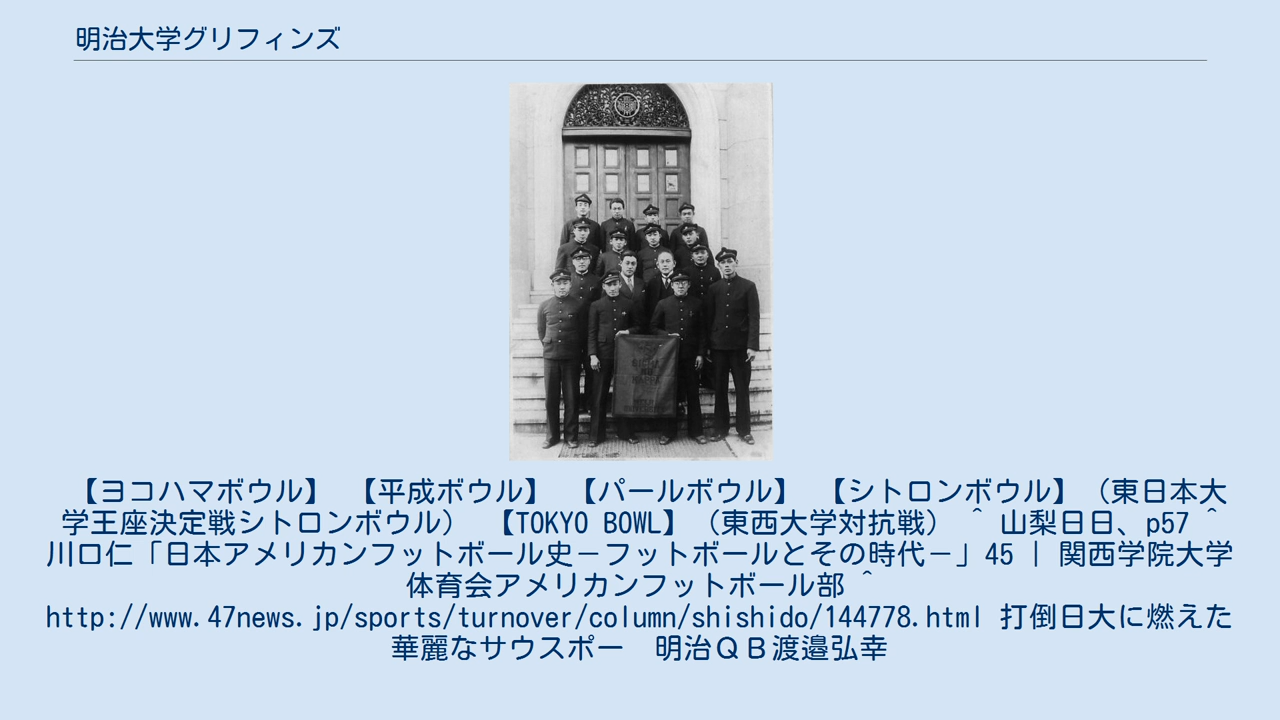 明治大学グリフィンズ
【ヨコハマボウル】　【平成ボウル】　【パールボウル】　【シトロンボウル】（東日本大
学王座決定戦シトロンボウル）　【TOKYO BOWL】（東西大学対抗戦） ^ 山梨日日、p57 ^
川口仁「日本アメリカンフットボール史－フットボールとその時代－」45 | 関西学院大学
体育会アメリカンフットボール部 ^
http://www.47news.jp/sports/turnover/column/shishido/144778.html 打倒日大に燃えた
華麗なサウスポー　明治ＱＢ渡邉弘幸